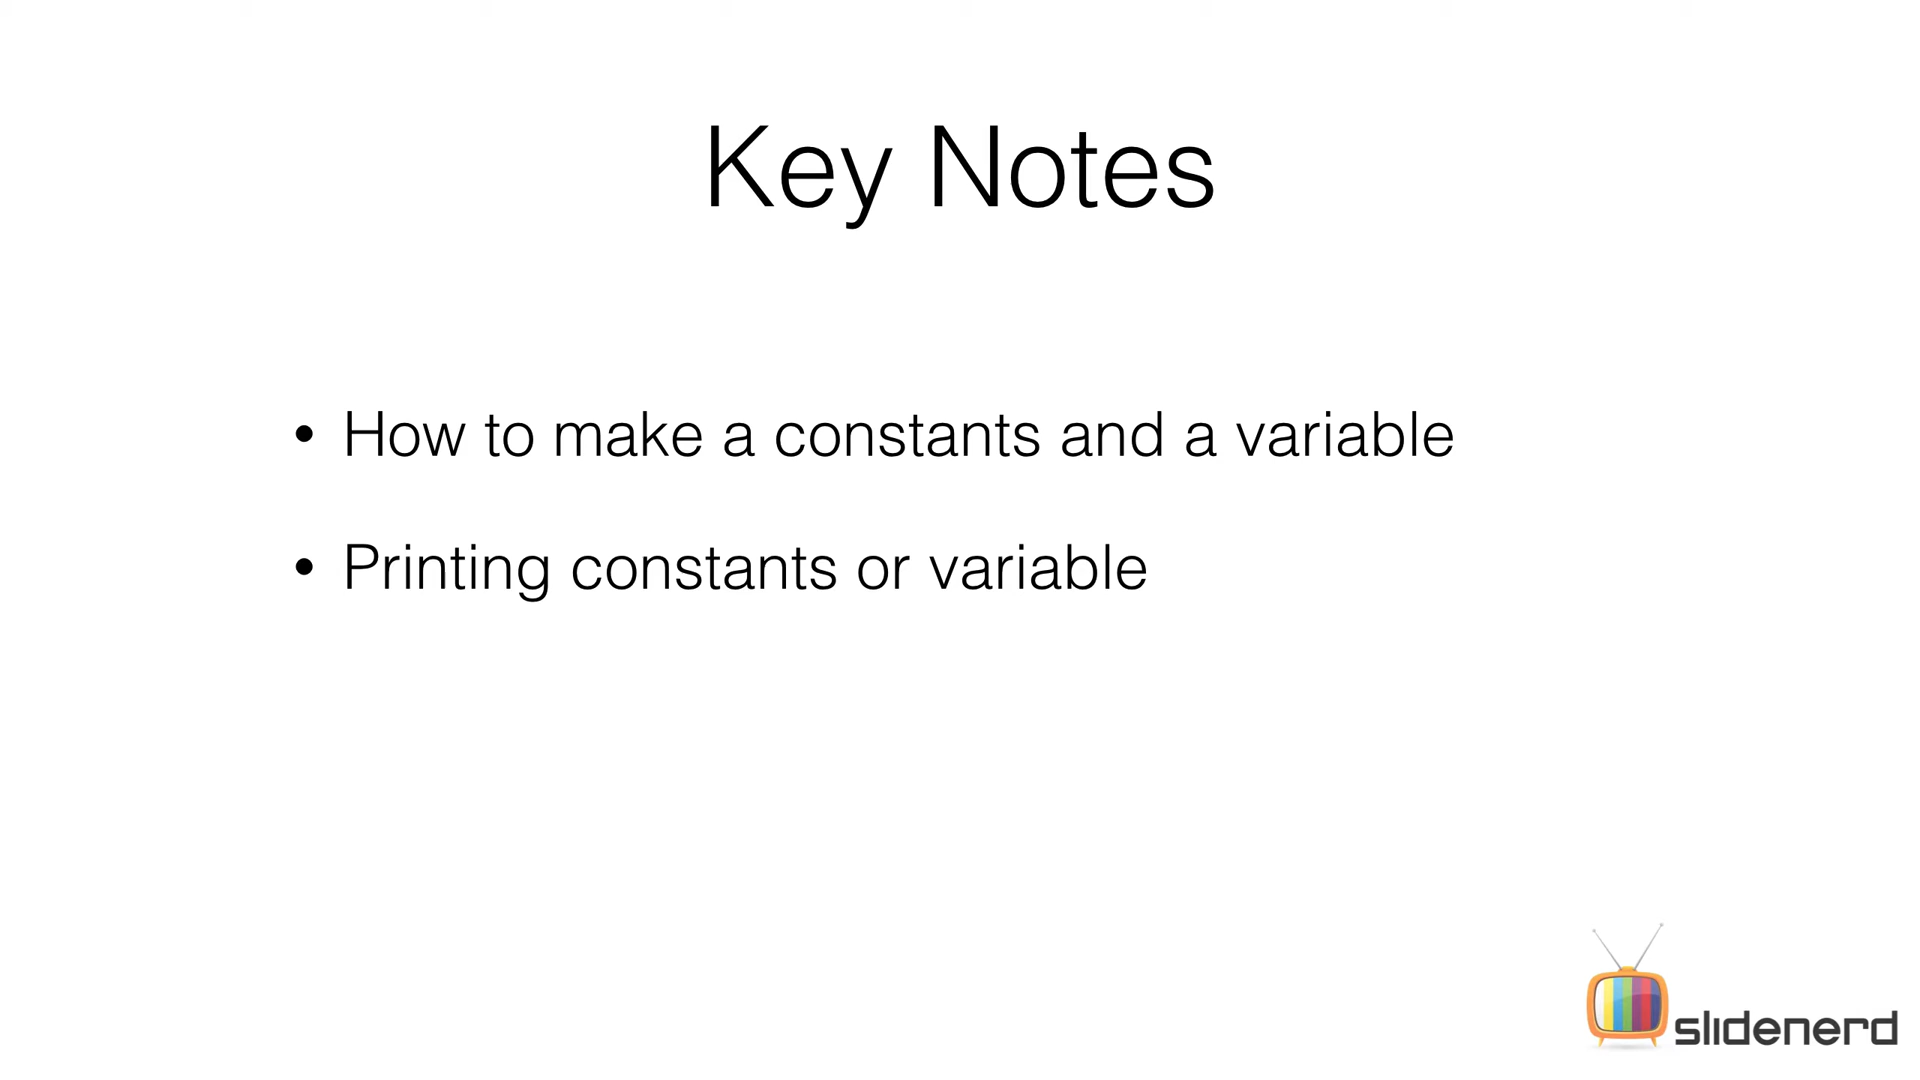 Key Notes
• How to make a constants and a variable
• Printing constants or variable
slidenerd